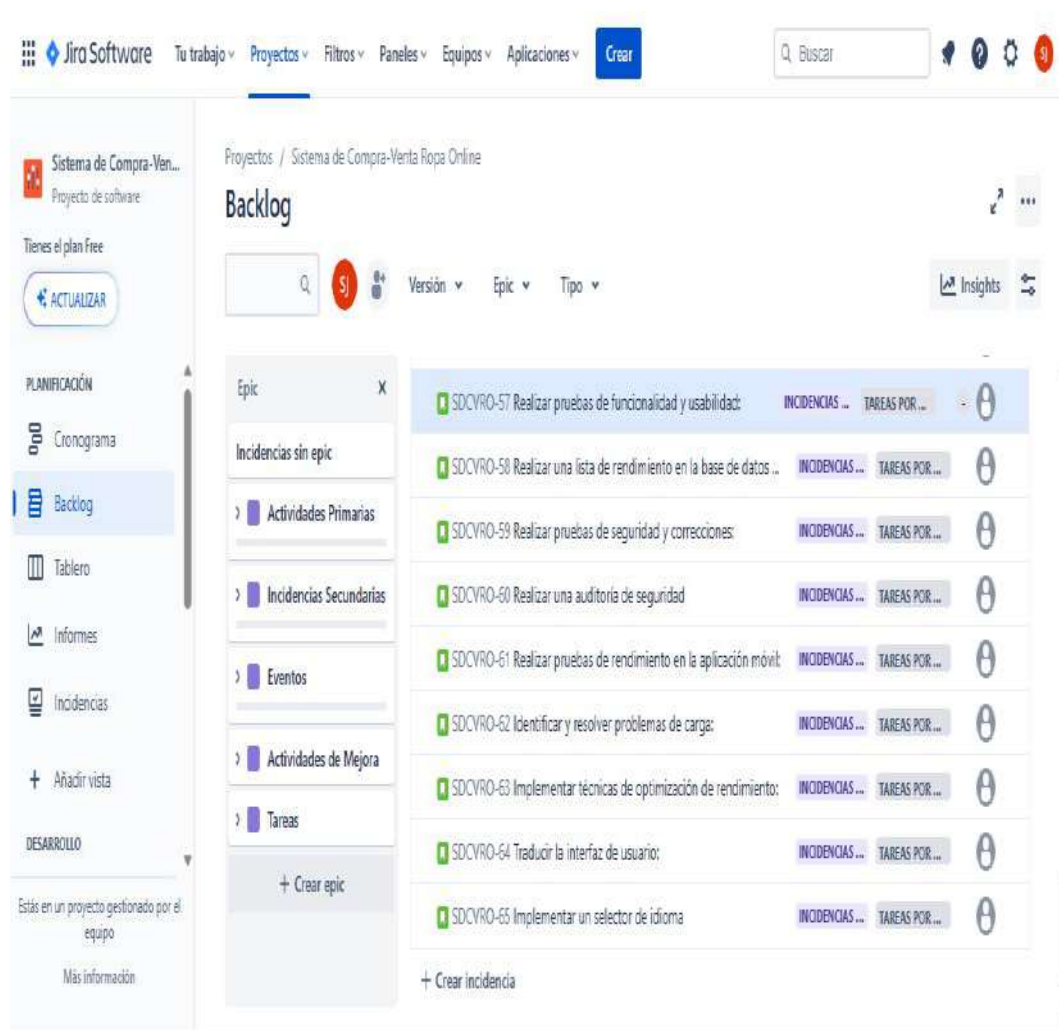 Jira Software Tu trabajo Proyectos Filtros Paneles Equipos Aplicaciones Crear Buscar SJ
Sistema de Compra-Ven...
Proyecto de software
Tienes el plan Free
ACTUALIZAR
PLANIFICACIÓN
Cronograma
Backlog
Tablero
Informes
Incidencias
+ Añadir vista
DESARROLLO
Estás en un proyecto gestionado por el
equipo
Más información
Proyectos / Sistema de Compra-Venta Ropa Online
Backlog
SJ Versión Epic Tipo Insights
Epic X
Incidencias sin epic
Actividades Primarias
Incidencias Secundarias
Eventos
Actividades de Mejora
Tareas
+ Crear epic
SDCVRO-57 Realizar pruebas de funcionalidad y usabilidad: INCIDENCIAS ... TAREAS POR ... -
SDCVRO-58 Realizar una lista de rendimiento en la base de datos ... INCIDENCIAS ... TAREAS POR ...
SDCVRO-59 Realizar pruebas de seguridad y correcciones: INCIDENCIAS ... TAREAS POR ...
SDCVRO-60 Realizar una auditoría de seguridad INCIDENCIAS ... TAREAS POR ...
SDCVRO-61 Realizar pruebas de rendimiento en la aplicación móvil: INCIDENCIAS ... TAREAS POR ...
SDCVRO-62 Identificar y resolver problemas de carga: INCIDENCIAS ... TAREAS POR ...
SDCVRO-63 Implementar técnicas de optimización de rendimiento: INCIDENCIAS ... TAREAS POR ...
SDCVRO-64 Traducir la interfaz de usuario: INCIDENCIAS ... TAREAS POR ...
SDCVRO-65 Implementar un selector de idioma INCIDENCIAS ... TAREAS POR ...
+ Crear incidencia